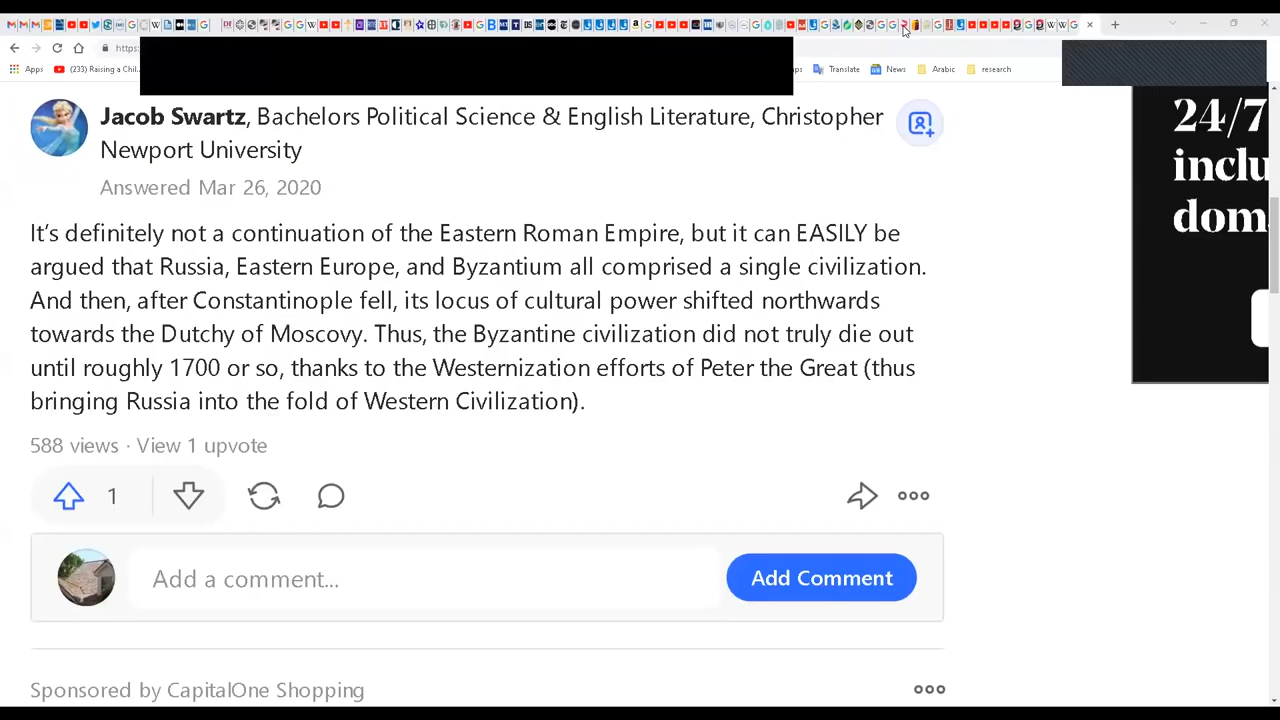 https:
Apps
(233) Raising a Chil...
Translate
News
Arabic
research
Jacob Swartz, Bachelors Political Science & English Literature, Christopher
Newport University
Answered Mar 26, 2020
It’s definitely not a continuation of the Eastern Roman Empire, but it can EASILY be
argued that Russia, Eastern Europe, and Byzantium all comprised a single civilization.
And then, after Constantinople fell, its locus of cultural power shifted northwards
towards the Dutchy of Moscovy. Thus, the Byzantine civilization did not truly die out
until roughly 1700 or so, thanks to the Westernization efforts of Peter the Great (thus
bringing Russia into the fold of Western Civilization).
588 views · View 1 upvote
1
Add a comment...
Add Comment
Sponsored by CapitalOne Shopping
24/7
inclu
dom